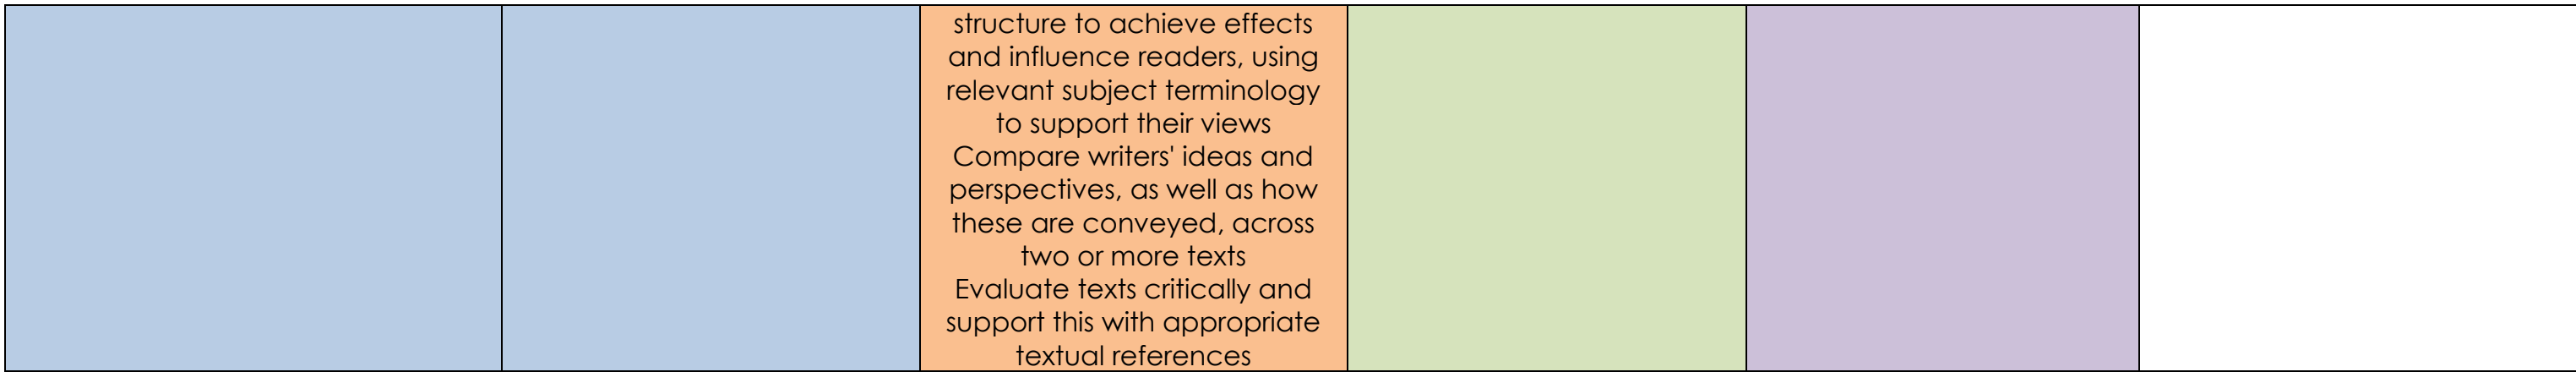 structure to achieve effects
and influence readers, using
relevant subject terminology
to support their views
Compare writers' ideas and
perspectives, as well as how
these are conveyed, across
two or more texts
Evaluate texts critically and
support this with appropriate
textual references